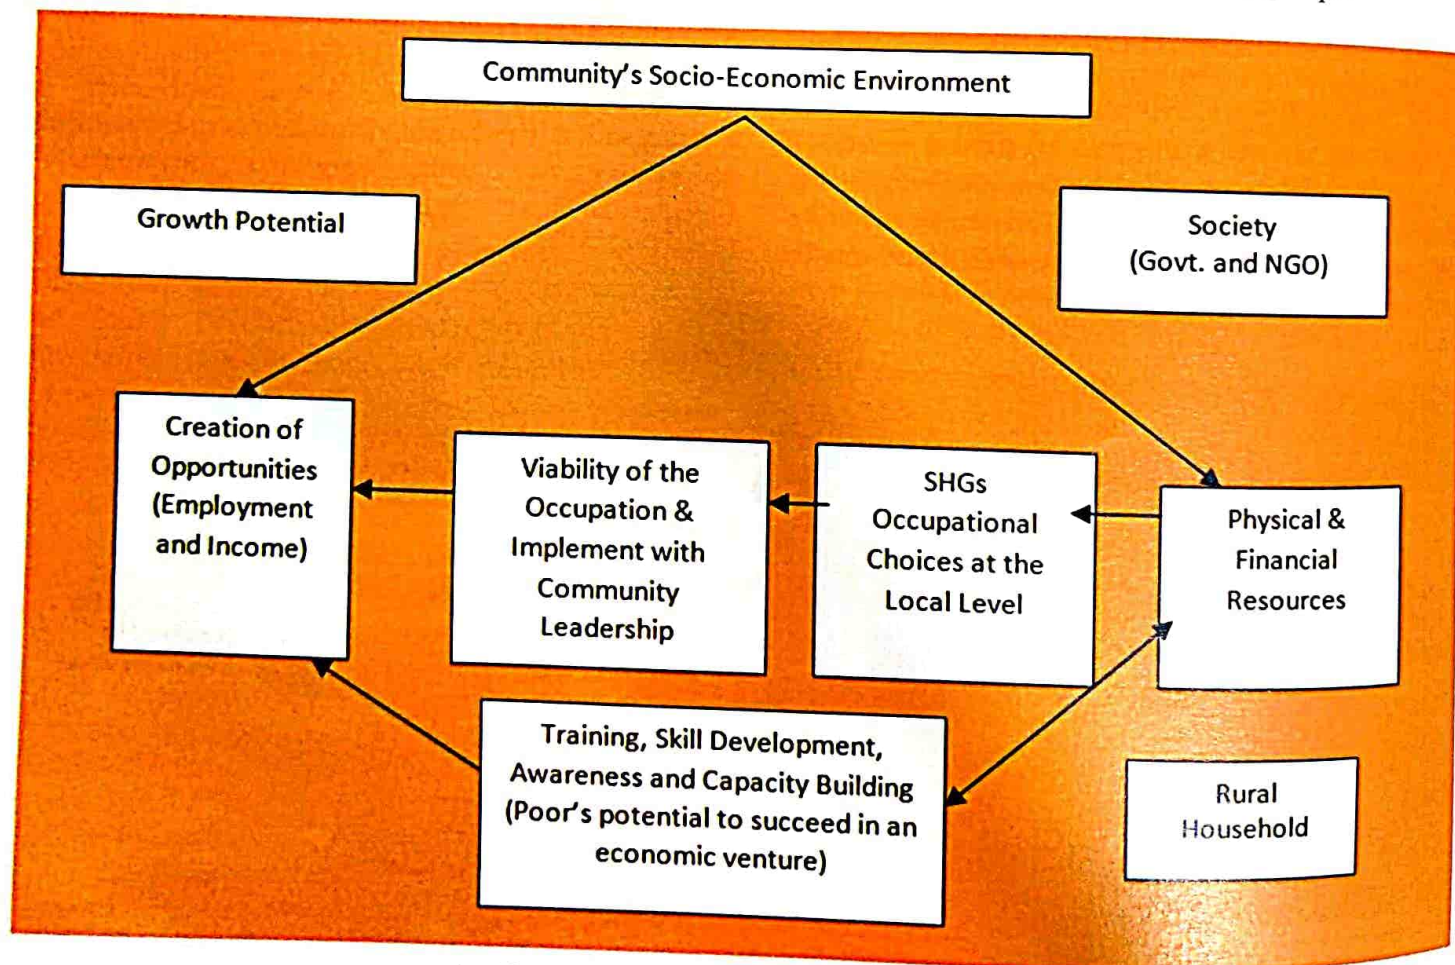 Community's Socio-Economic Environment
Growth Potential
Society
(Govt. and NGO)
Creation of
Opportunities
(Employment
and Income)
Viability of the
Occupation &
Implement with
Community
Leadership
SHGs
Occupational
Choices at the
Local Level
Physical &
Financial
Resources
Training, Skill Development,
Awareness and Capacity Building
(Poor's potential to succeed in an
economic venture)
Rural
Household